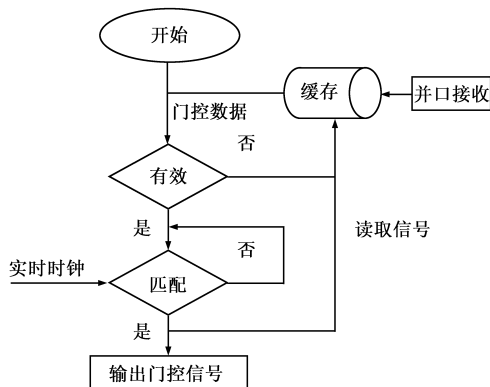 开始
缓存
并口接收
门控数据
否
有效
是
读取信号
否
实时时钟
匹配
是
输出门控信号